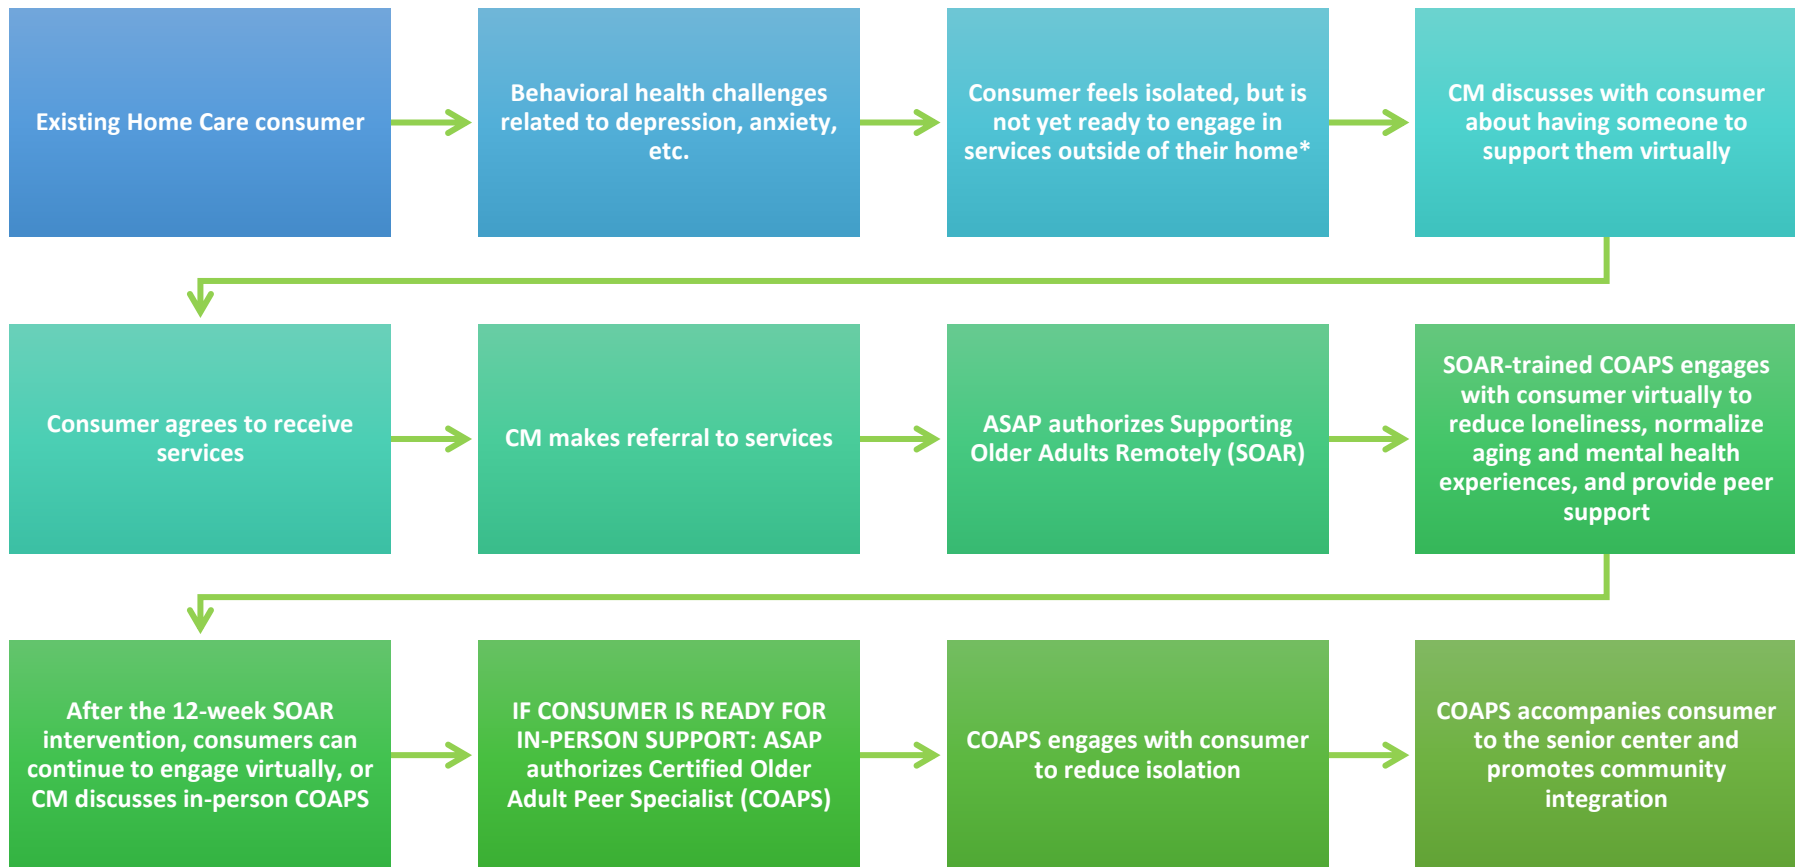 Existing Home Care consumer
Behavioral health challenges
related to depression, anxiety,
etc.
Consumer feels isolated, but is
not yet ready to engage in
services outside of their home*
CM discusses with consumer
about having someone to
support them virtually
Consumer agrees to receive
services
CM makes referral to services
ASAP authorizes Supporting
Older Adults Remotely (SOAR)
SOAR-trained COAPS engages
with consumer virtually to
reduce loneliness, normalize
aging and mental health
experiences, and provide peer
support
After the 12-week SOAR
intervention, consumers can
continue to engage virtually, or
CM discusses in-person COAPS
IF CONSUMER IS READY FOR
IN-PERSON SUPPORT: ASAP
authorizes Certified Older
Adult Peer Specialist (COAPS)
COAPS engages with consumer
to reduce isolation
COAPS accompanies consumer
to the senior center and
promotes community
integration